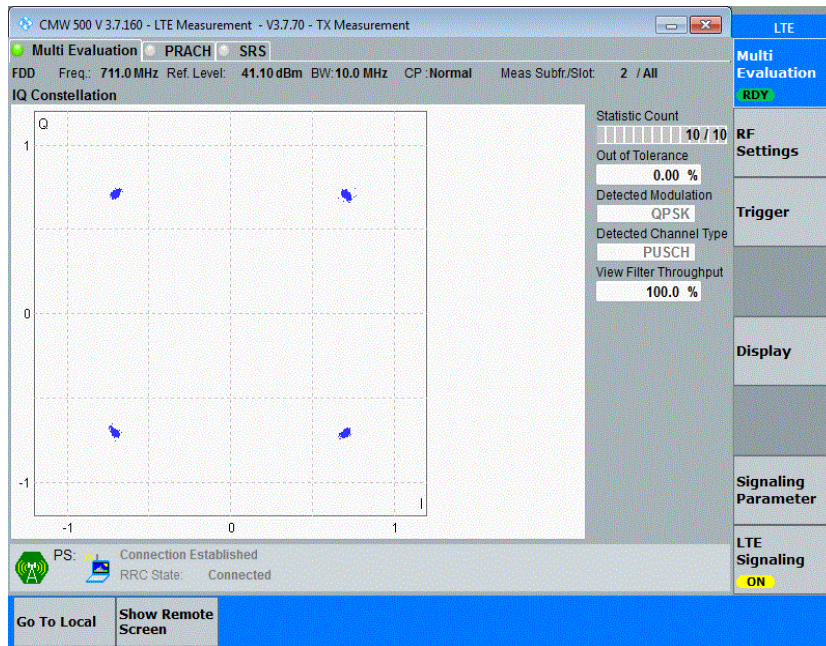 CMW 500 V 3.7.160 - LTE Measurement - V3.7.70 - TX Measurement
LTE
Multi Evaluation PRACH SRS
FDD Freq.: 711.0 MHz Ref. Level: 41.10 dBm BW: 10.0 MHz CP : Normal Meas Subfr./Slot: 2 / All
IQ Constellation
Q
1
0
-1
I
-1 0 1
Statistic Count
10 / 10
Out of Tolerance
0.00 %
Detected Modulation
QPSK
Detected Channel Type
PUSCH
View Filter Throughput
100.0 %
Multi
Evaluation
RDY
RF
Settings
Trigger
Display
Signaling
Parameter
LTE
Signaling
ON
PS: Connection Established
RRC State: Connected
Go To Local
Show Remote
Screen